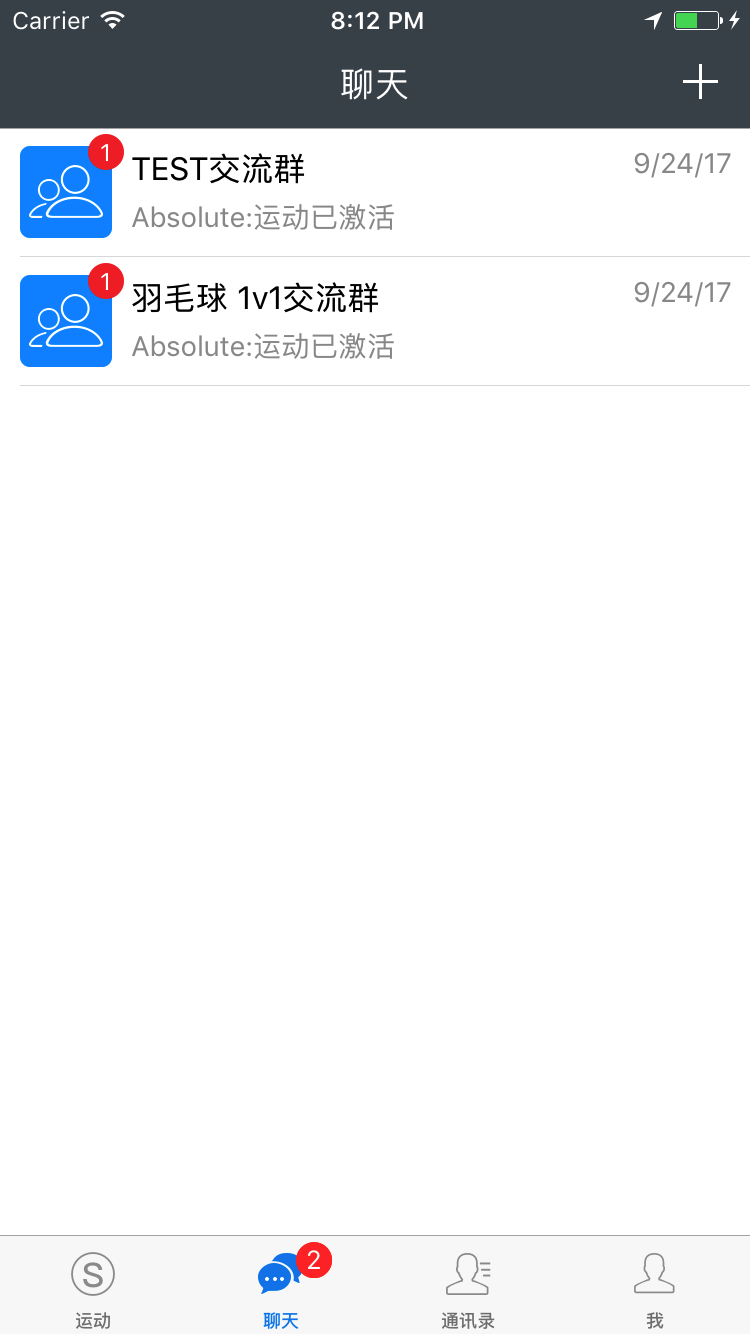 Carrier 8:12 PM
聊天
1
TEST交流群 9/24/17
Absolute:运动已激活
1
羽毛球 1v1交流群 9/24/17
Absolute:运动已激活
S
2
运动 聊天 通讯录 我